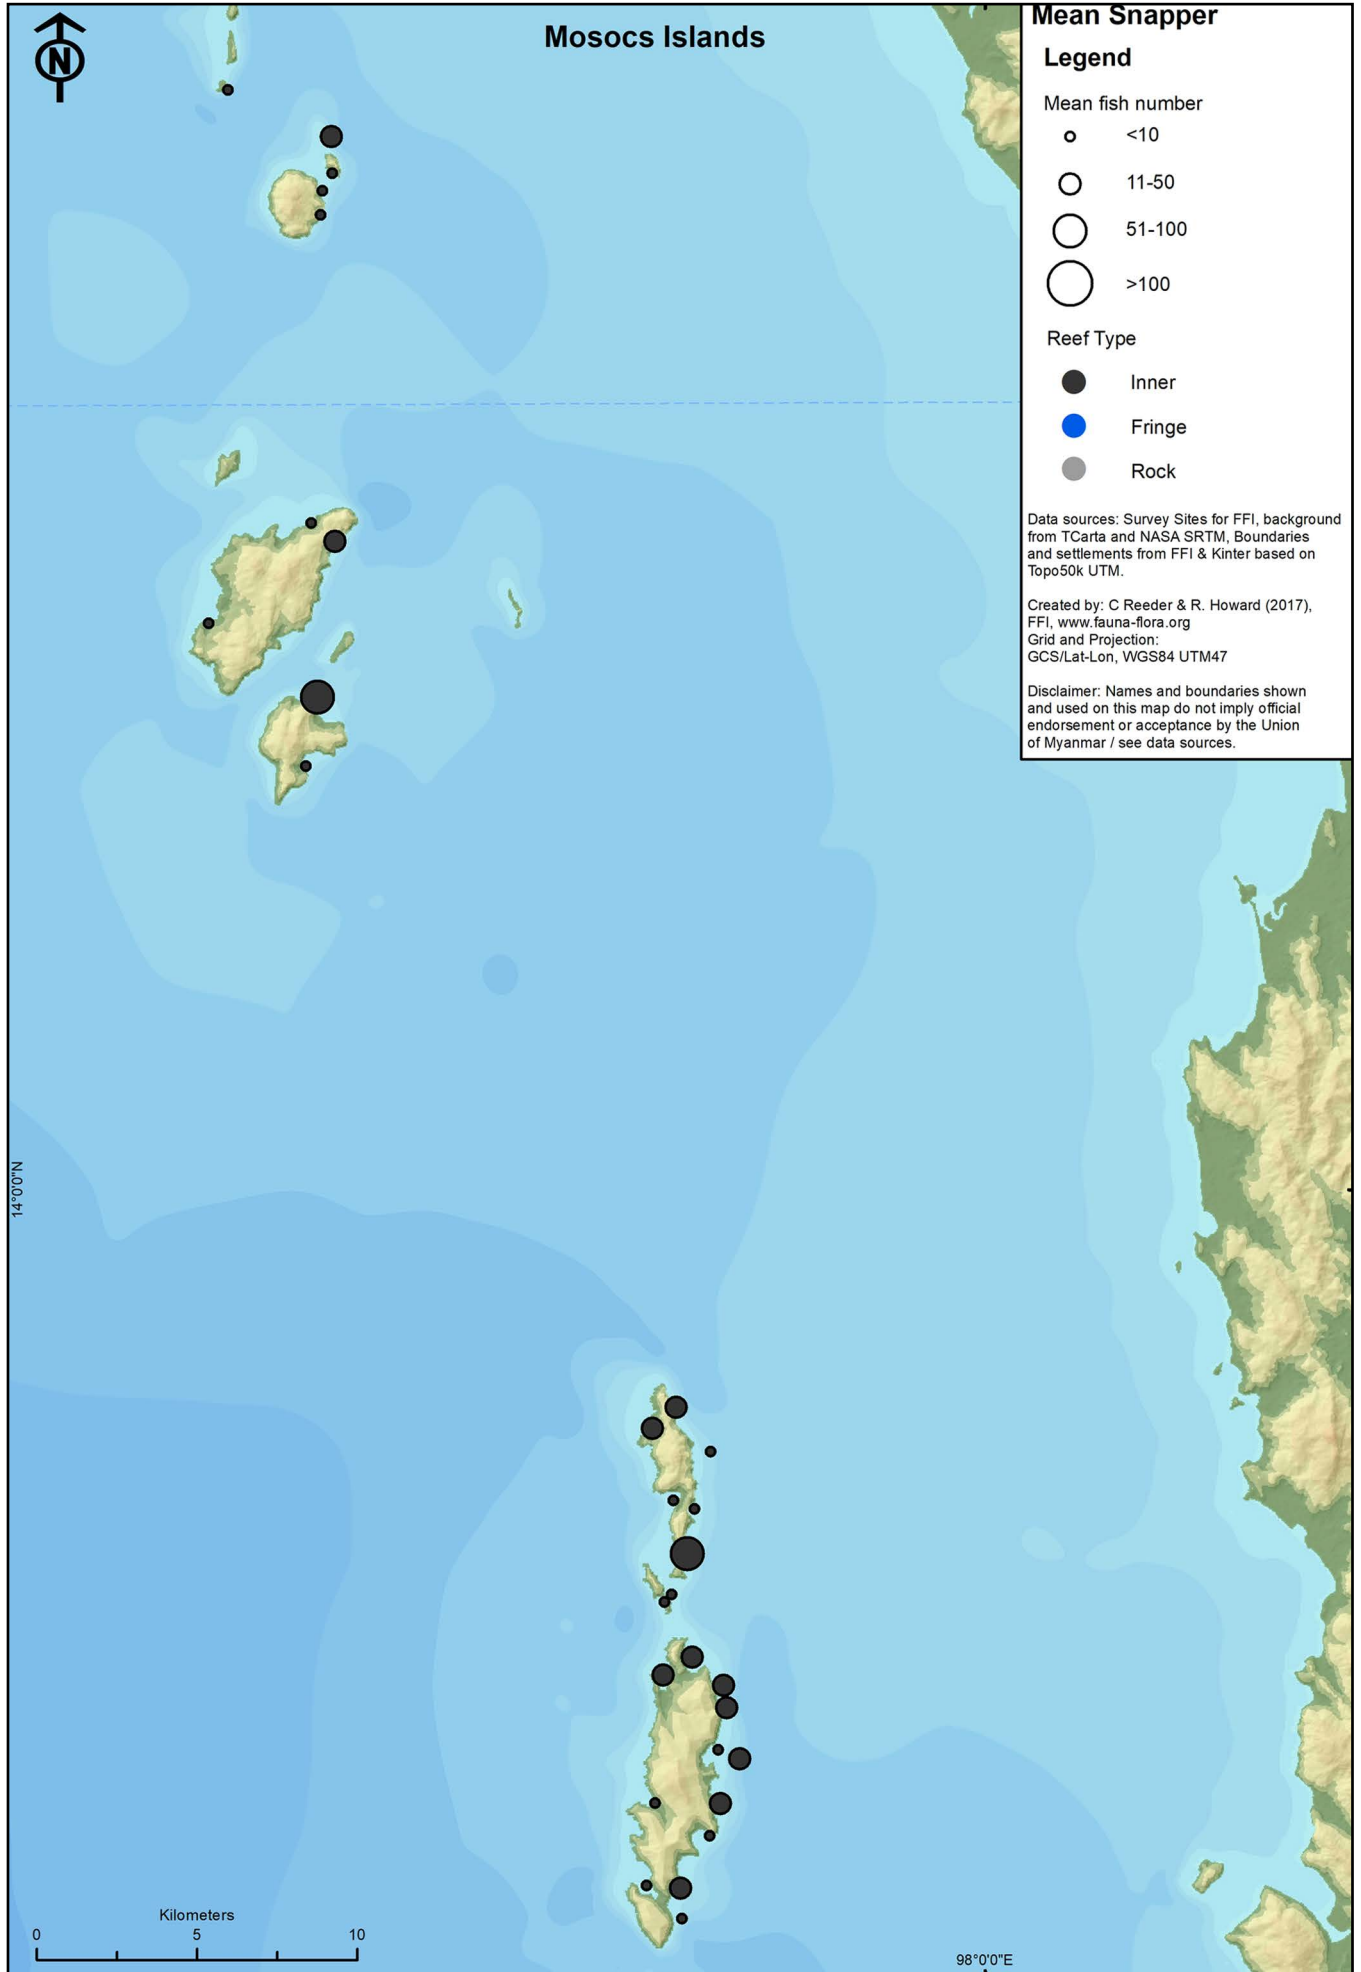 N
Mosocs Islands
Mean Snapper
Legend
Mean fish number
<10
11-50
51-100
>100
Reef Type
Inner
Fringe
Rock
Data sources: Survey Sites for FFI, background
from TCarta and NASA SRTM, Boundaries
and settlements from FFI & Kinter based on
Topo50k UTM.
Created by: C Reeder & R. Howard (2017),
FFI, www.fauna-flora.org
Grid and Projection:
GCS/Lat-Lon, WGS84 UTM47
Disclaimer: Names and boundaries shown
and used on this map do not imply official
endorsement or acceptance by the Union
of Myanmar / see data sources.
14°0'0"N
Kilometers
0 5 10
98°0'0"E